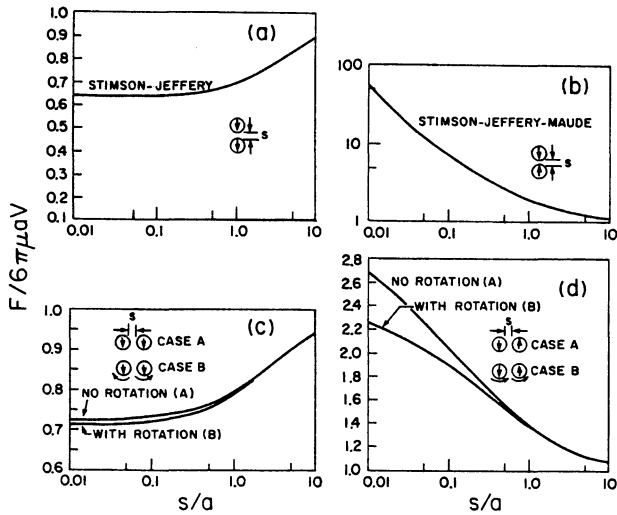 F/6πμaV
(a)
0.9
0.8
0.7
0.6
0.5
0.4
0.3
0.2
0.1
STIMSON-JEFFERY
s
0.01 0.1 1.0 10
(b)
100
10
1
STIMSON-JEFFERY-MAUDE
s
0.01 0.1 1.0 10
(c)
1.0
0.9
0.8
0.7
0.6
s
CASE A
CASE B
NO ROTATION (A)
WITH ROTATION (B)
0.01 0.1 1.0 10
s/a
(d)
2.8
2.6
2.4
2.2
2.0
1.8
1.6
1.4
1.2
1.0
NO ROTATION (A)
WITH ROTATION (B)
s
CASE A
CASE B
0.01 0.1 1.0 10
s/a